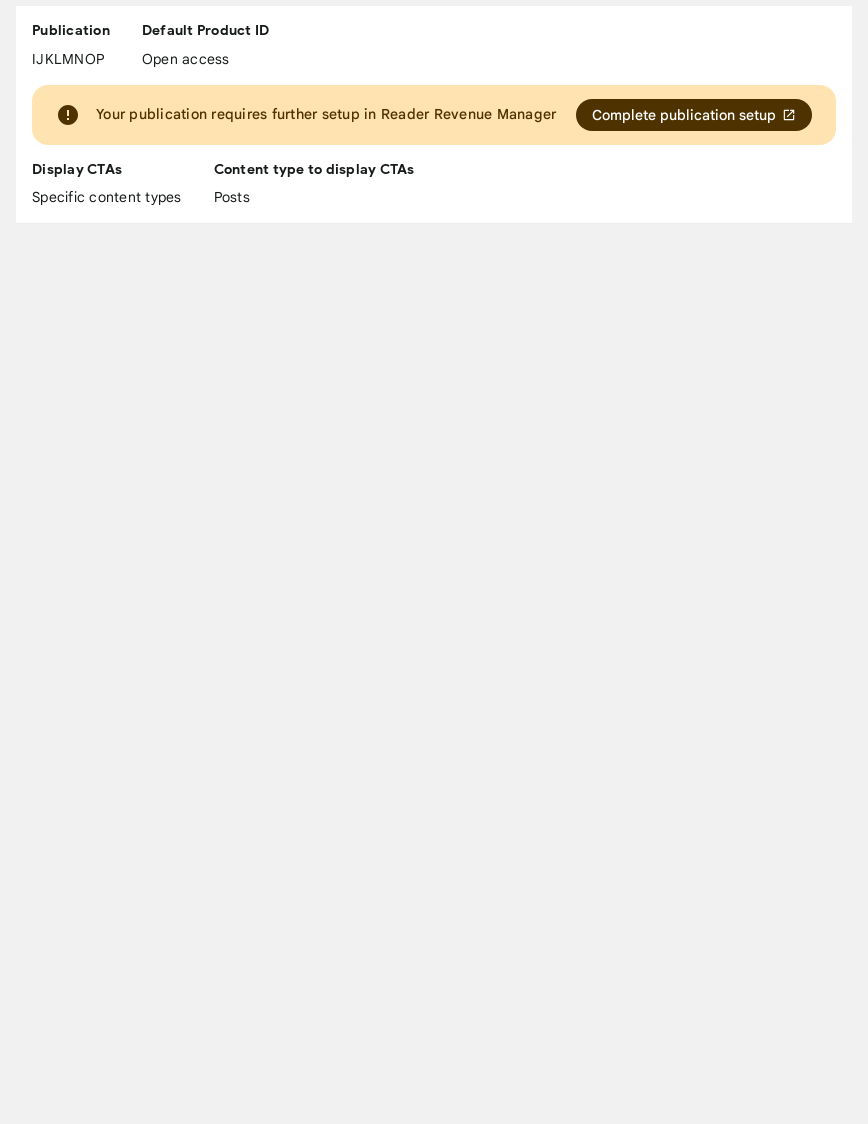 Publication
Default Product ID
IJKLMNOP
Open access
Your publication requires further setup in Reader Revenue Manager
Complete publication setup
Display CTAs
Content type to display CTAs
Specific content types
Posts